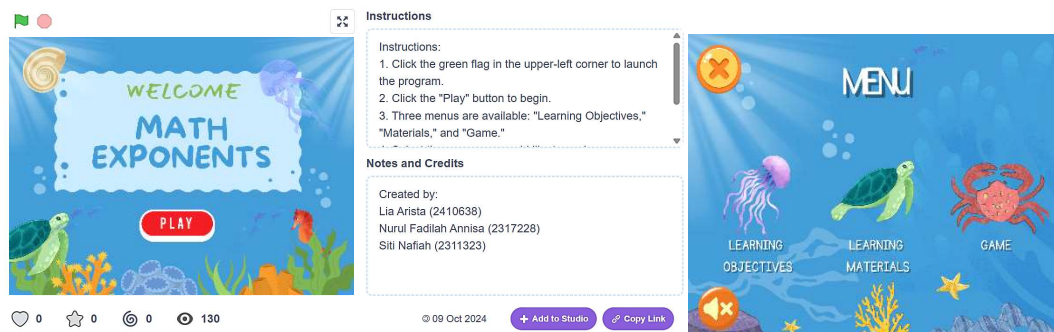 WELCOME
MATH
EXPONENTS
PLAY
0
0
0
130
Instructions
Instructions:
1. Click the green flag in the upper-left corner to launch
the program.
2. Click the "Play" button to begin.
3. Three menus are available: "Learning Objectives,"
"Materials," and "Game."
Notes and Credits
Created by:
Lia Arista (2410638)
Nurul Fadilah Annisa (2317228)
Siti Nafiah (2311323)
© 09 Oct 2024
Add to Studio
Copy Link
MENU
LEARNING
OBJECTIVES
LEARNING
MATERIALS
GAME